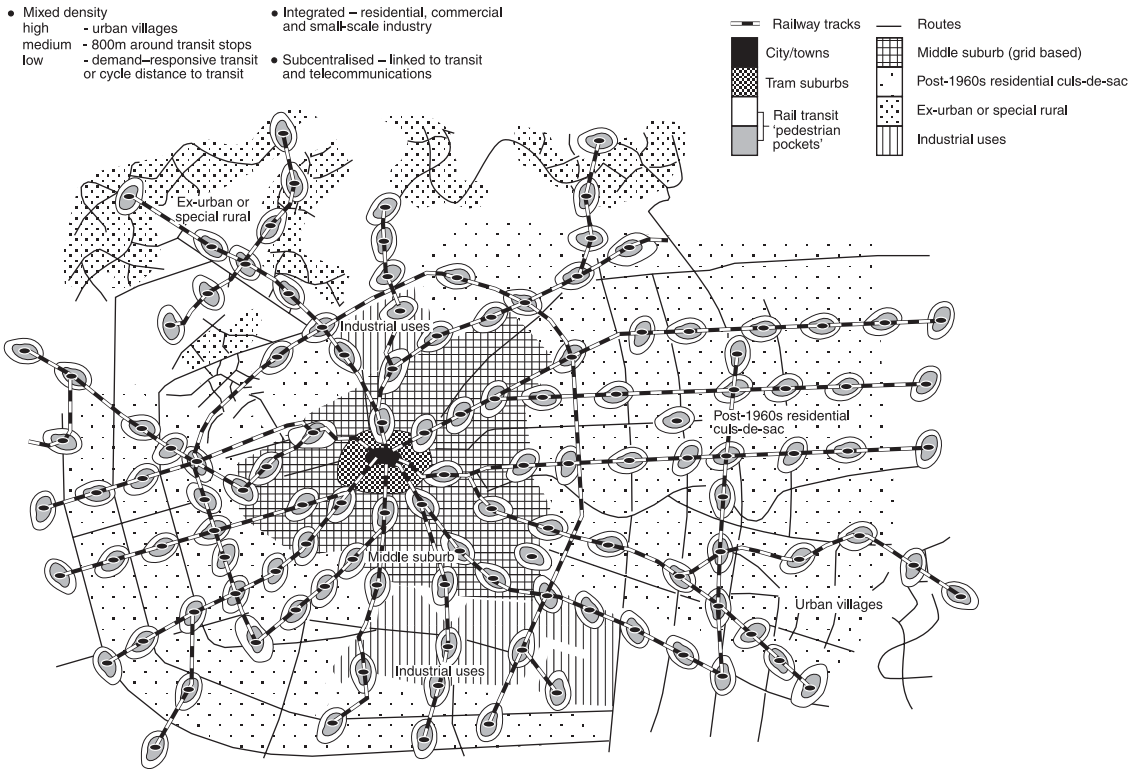 ● Mixed density
high - urban villages
medium - 800m around transit stops
low - demand–responsive transit
or cycle distance to transit
● Integrated – residential, commercial
and small-scale industry
● Subcentralised – linked to transit
and telecommunications
Railway tracks
City/towns
Tram suburbs
Rail transit
‘pedestrian
pockets’
Routes
Middle suburb (grid based)
Post-1960s residential culs-de-sac
Ex-urban or special rural
Industrial uses
Ex-urban or
special rural
Industrial uses
Post-1960s residential
culs-de-sac
Middle suburb
Urban villages
Industrial uses